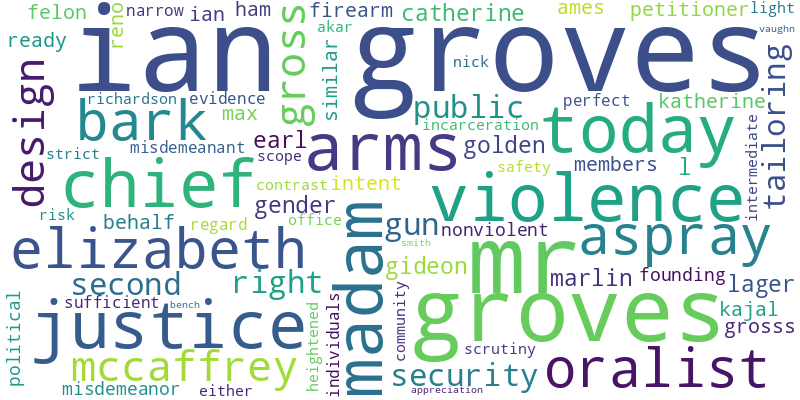 felon reno narrow ian ham firearm catherine ames petitioner light
ready ian gross akar similar groves nick vaughn
design richardson evidence public perfect katherine tailoring
bark max incarceration today
strict misdemeanant earl scope arms golden members l intermediate
chief contrast intent safety violence
risk behalf regard gender office madam gun nonviolent aspray
elizabeth smith mr
second right gideon marlin founding lager
political sufficient bench heightened individuals community groves kajal
justice grosss
mccaffrey scrutiny oralist
misdemeanor either security appreciation